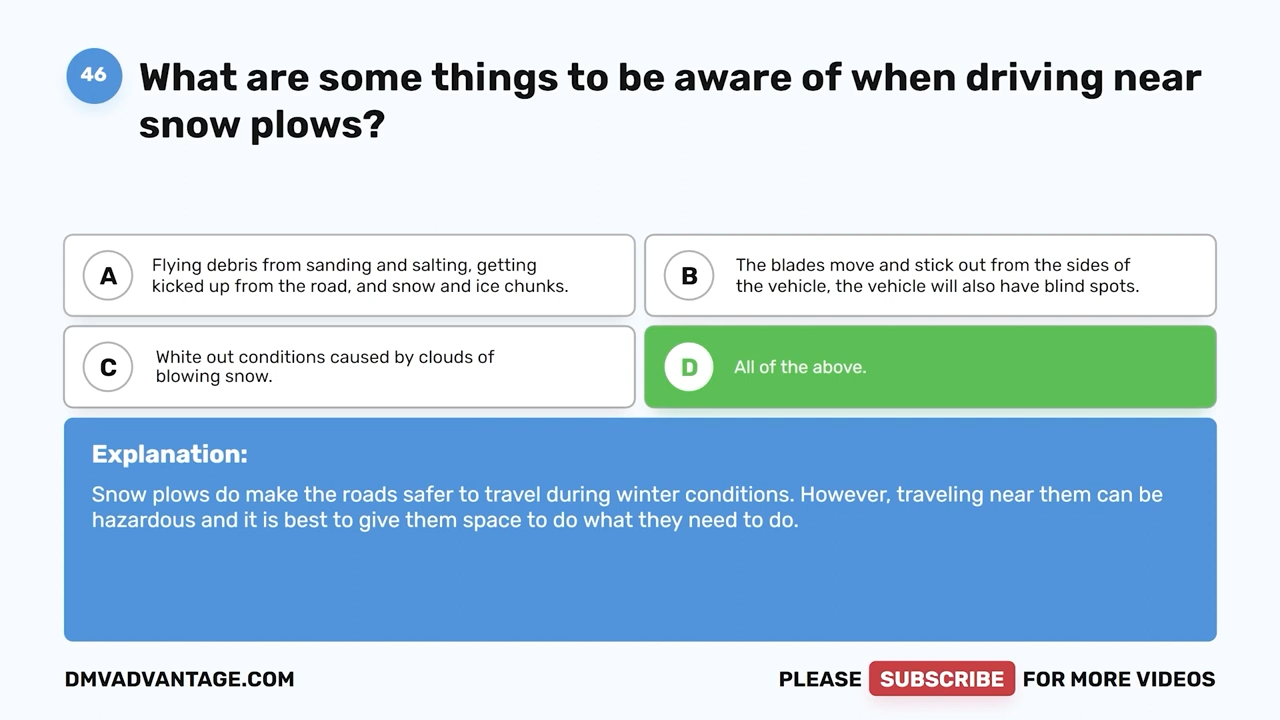 46
What are some things to be aware of when driving near
snow plows?
A
Flying debris from sanding and salting, getting
kicked up from the road, and snow and ice chunks.
B
The blades move and stick out from the sides of
the vehicle, the vehicle will also have blind spots.
C
White out conditions caused by clouds of
blowing snow.
D
All of the above.
Explanation:
Snow plows do make the roads safer to travel during winter conditions. However, traveling near them can be
hazardous and it is best to give them space to do what they need to do.
DMVADVANTAGE.COM
PLEASE SUBSCRIBE FOR MORE VIDEOS